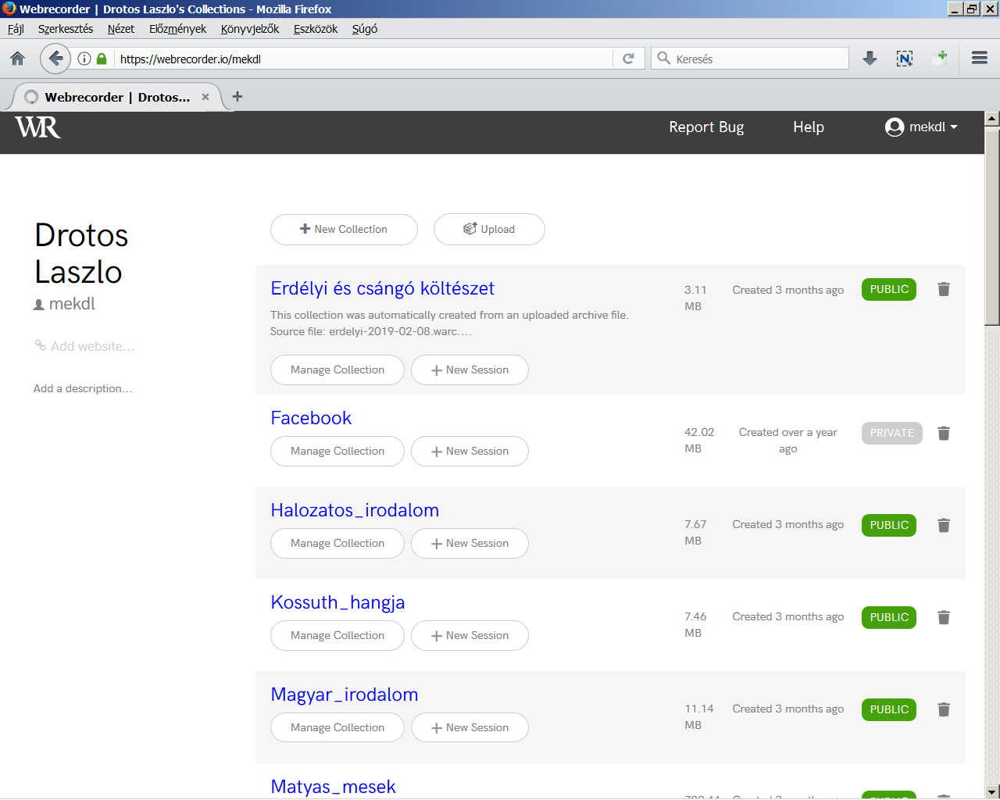 Webrecorder | Drotos Laszlo's Collections - Mozilla Firefox
Fájl Szerkesztés Nézet Előzmények Könyvjelzők Eszközök Súgó
https://webrecorder.io/mekdl Keresés
Webrecorder | Drotos...
WR Report Bug Help mekdl
Drotos
Laszlo
mekdl
Add website...
Add a description...
New Collection Upload
Erdélyi és csángó költészet
3.11 MB Created 3 months ago PUBLIC
This collection was automatically created from an uploaded archive file.
Source file: erdelyi-2019-02-08.warc....
Manage Collection New Session
Facebook
42.02 MB Created over a year ago PRIVATE
Manage Collection New Session
Halozatos_irodalom
7.67 MB Created 3 months ago PUBLIC
Manage Collection New Session
Kossuth_hangja
7.46 MB Created 3 months ago PUBLIC
Manage Collection New Session
Magyar_irodalom
11.14 MB Created 3 months ago PUBLIC
Manage Collection New Session
Matyas_mesek